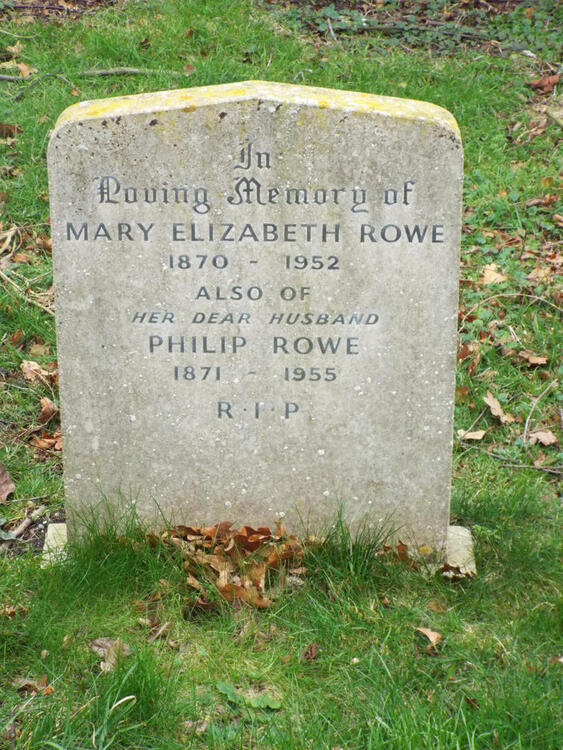 In
Loving Memory of
MARY ELIZABETH ROWE
1870 - 1952
ALSO OF
HER DEAR HUSBAND
PHILIP ROWE
1871 - 1955
R·I·P